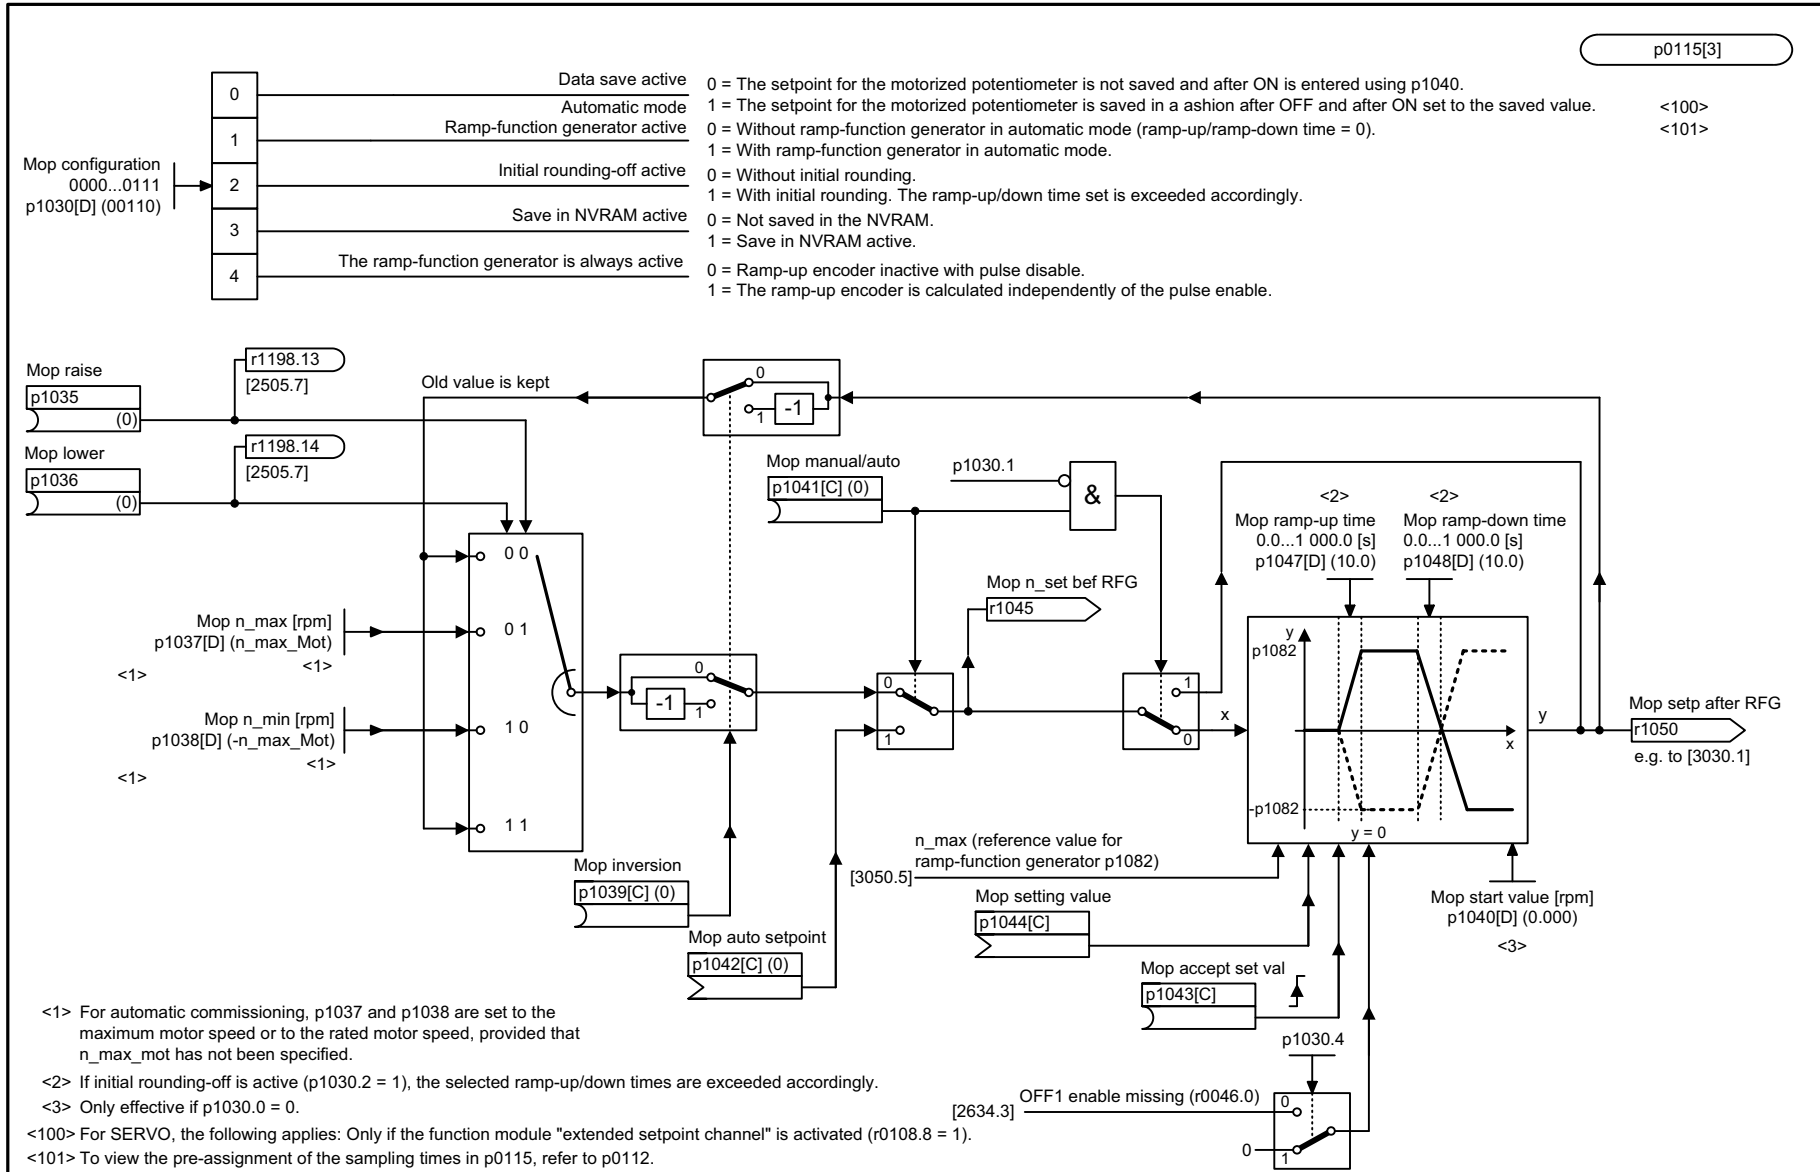 p0115[3]
0
Data save active
0 = The setpoint for the motorized potentiometer is not saved and after ON is entered using p1040.
Automatic mode
1 = The setpoint for the motorized potentiometer is saved in a ashion after OFF and after ON set to the saved value.
<100>
1
Ramp-function generator active
0 = Without ramp-function generator in automatic mode (ramp-up/ramp-down time = 0).
<101>
1 = With ramp-function generator in automatic mode.
Mop configuration
0000...0111
p1030[D] (00110)
2
Initial rounding-off active
0 = Without initial rounding.
1 = With initial rounding. The ramp-up/down time set is exceeded accordingly.
3
Save in NVRAM active
0 = Not saved in the NVRAM.
1 = Save in NVRAM active.
4
The ramp-function generator is always active
0 = Ramp-up encoder inactive with pulse disable.
1 = The ramp-up encoder is calculated independently of the pulse enable.
Mop raise
p1035
(0)
r1198.13
[2505.7]
Mop lower
p1036
(0)
r1198.14
[2505.7]
Old value is kept
0
1
-1
Mop manual/auto
p1041[C] (0)
p1030.1
&
<2>
Mop ramp-up time
0.0...1 000.0 [s]
p1047[D] (10.0)
<2>
Mop ramp-down time
0.0...1 000.0 [s]
p1048[D] (10.0)
0 0
0 1
1 0
1 1
Mop n_max [rpm]
p1037[D] (n_max_Mot)
<1>
<1>
Mop n_min [rpm]
p1038[D] (-n_max_Mot)
<1>
<1>
0
-1
1
0
1
Mop n_set bef RFG
r1045
1
0
x
y
p1082
x
-p1082
y = 0
y
Mop setp after RFG
r1050
e.g. to [3030.1]
Mop inversion
p1039[C] (0)
Mop auto setpoint
p1042[C] (0)
n_max (reference value for
ramp-function generator p1082)
[3050.5]
Mop setting value
p1044[C]
Mop accept set val
p1043[C]
Mop start value [rpm]
p1040[D] (0.000)
<3>
p1030.4
OFF1 enable missing (r0046.0)
[2634.3]
0
0
1
<1> For automatic commissioning, p1037 and p1038 are set to the
maximum motor speed or to the rated motor speed, provided that
n_max_mot has not been specified.
<2> If initial rounding-off is active (p1030.2 = 1), the selected ramp-up/down times are exceeded accordingly.
<3> Only effective if p1030.0 = 0.
<100> For SERVO, the following applies: Only if the function module "extended setpoint channel" is activated (r0108.8 = 1).
<101> To view the pre-assignment of the sampling times in p0115, refer to p0112.